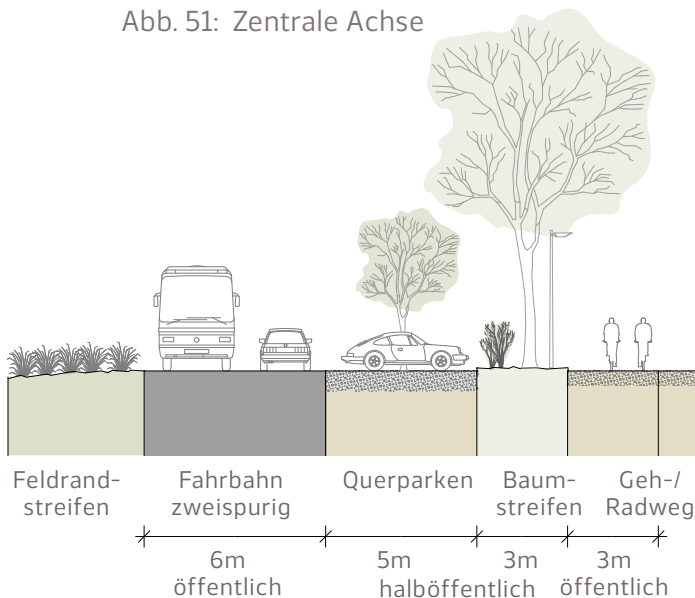 Abb. 51: Zentrale Achse
Feldrand-
streifen
Fahrbahn
zweispurig
Querparken
Baum-
streifen
Geh-/
Radweg
6m
öffentlich
5m
3m
halböffentlich
3m
öffentlich